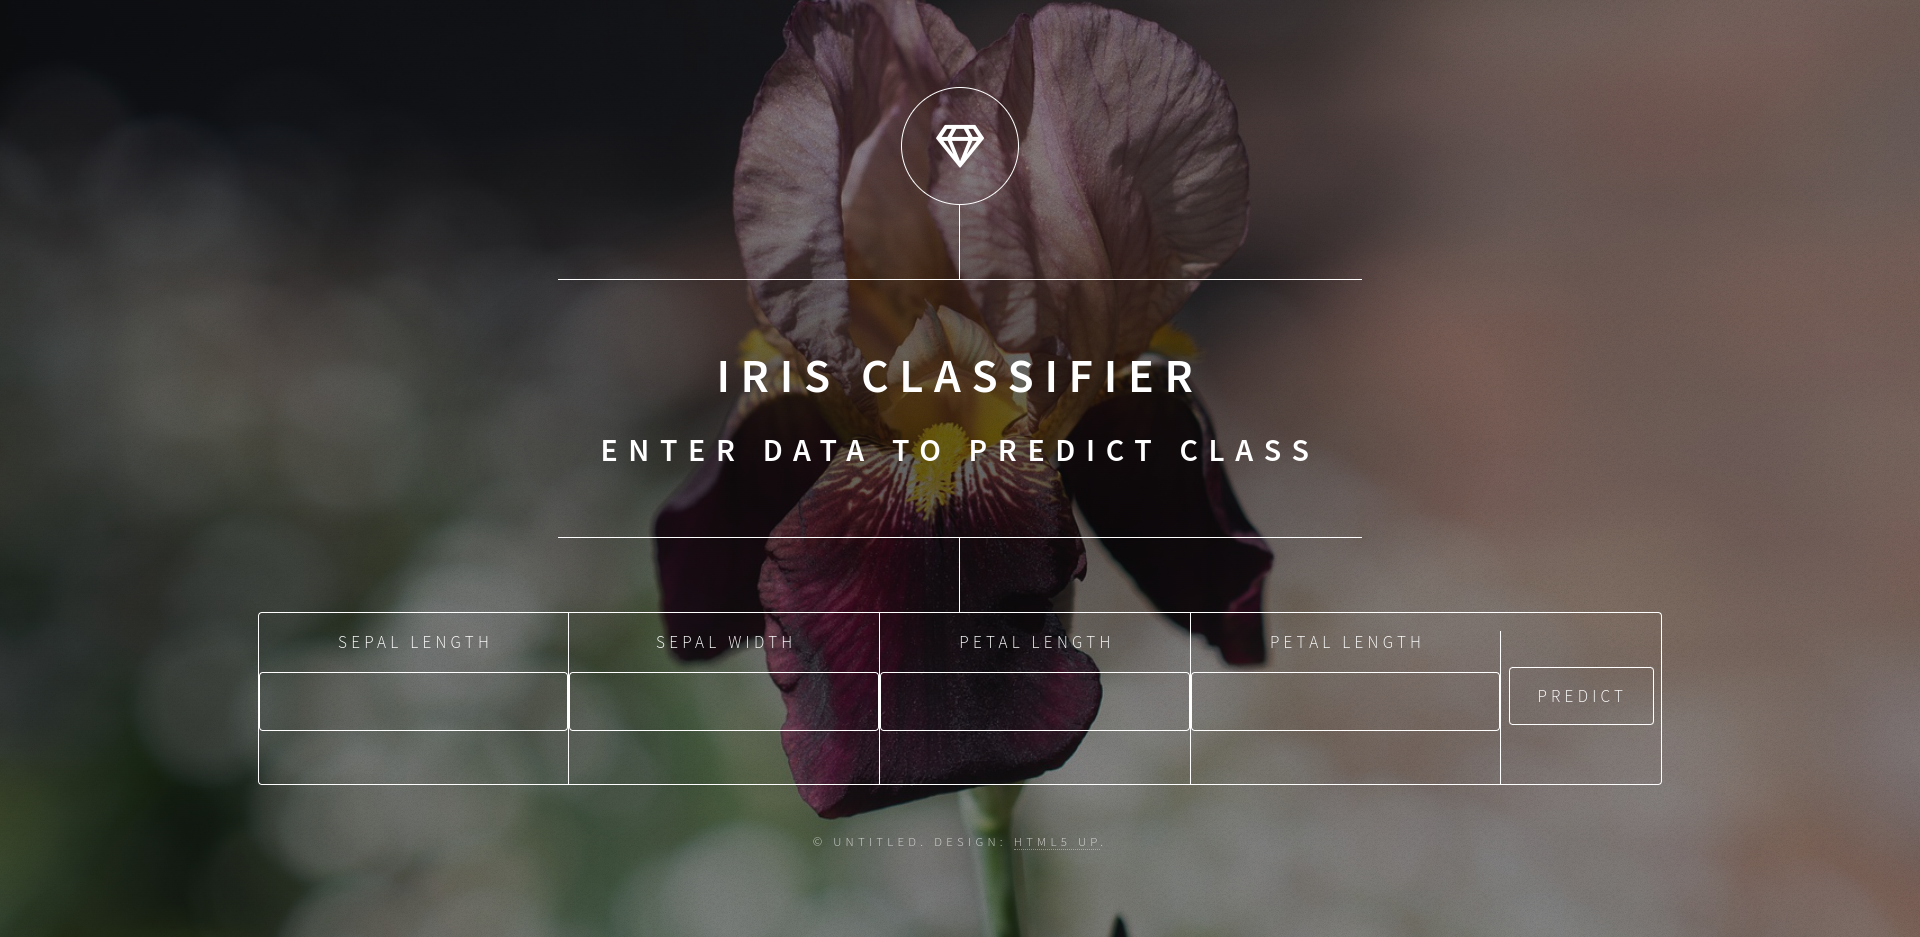 IRIS CLASSIFIER
ENTER DATA TO PREDICT CLASS
SEPAL LENGTH SEPAL WIDTH PETAL LENGTH PETAL LENGTH
PREDICT
© UNTITLED. DESIGN: HTML5 UP.